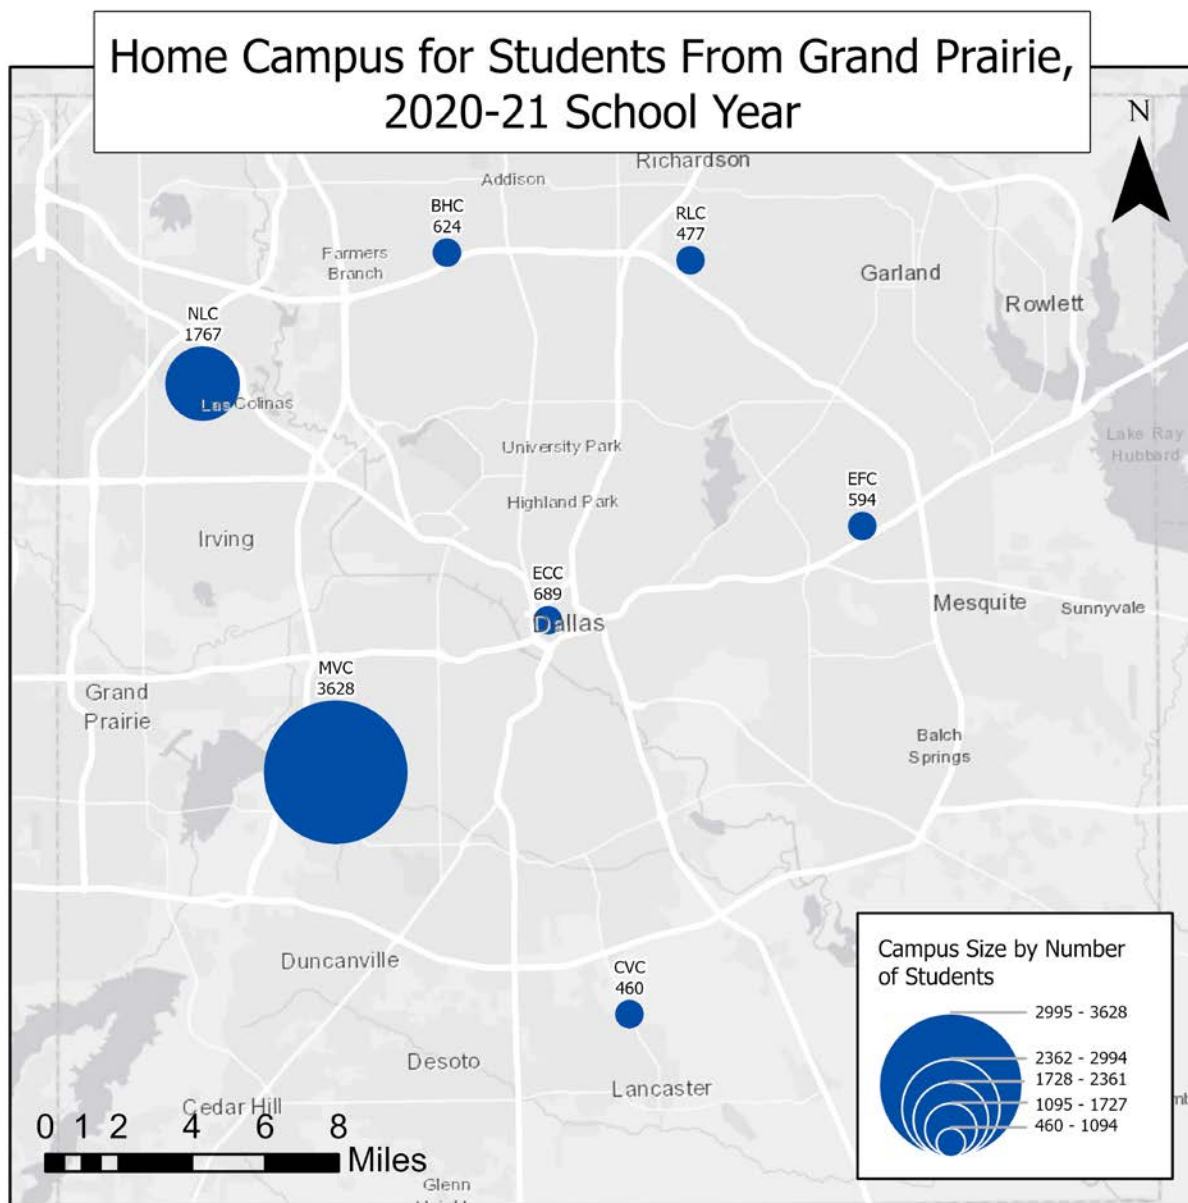 Home Campus for Students From Grand Prairie,
2020-21 School Year
N
Richardson
Addison
BHC
624
RLC
477
Farmers
Branch
Garland
Rowlett
NLC
1767
Las Colinas
University Park
Lake Ray
Hubbard
Highland Park
EFC
594
Irving
ECC
689
Dallas
Mesquite
Sunnyvale
MVC
3628
Grand
Prairie
Balch
Springs
Duncanville
CVC
460
Desoto
Lancaster
Cedar Hill
Campus Size by Number
of Students
2995 - 3628
2362 - 2994
1728 - 2361
1095 - 1727
460 - 1094
0 1 2 4 6 8
Miles
Glenn